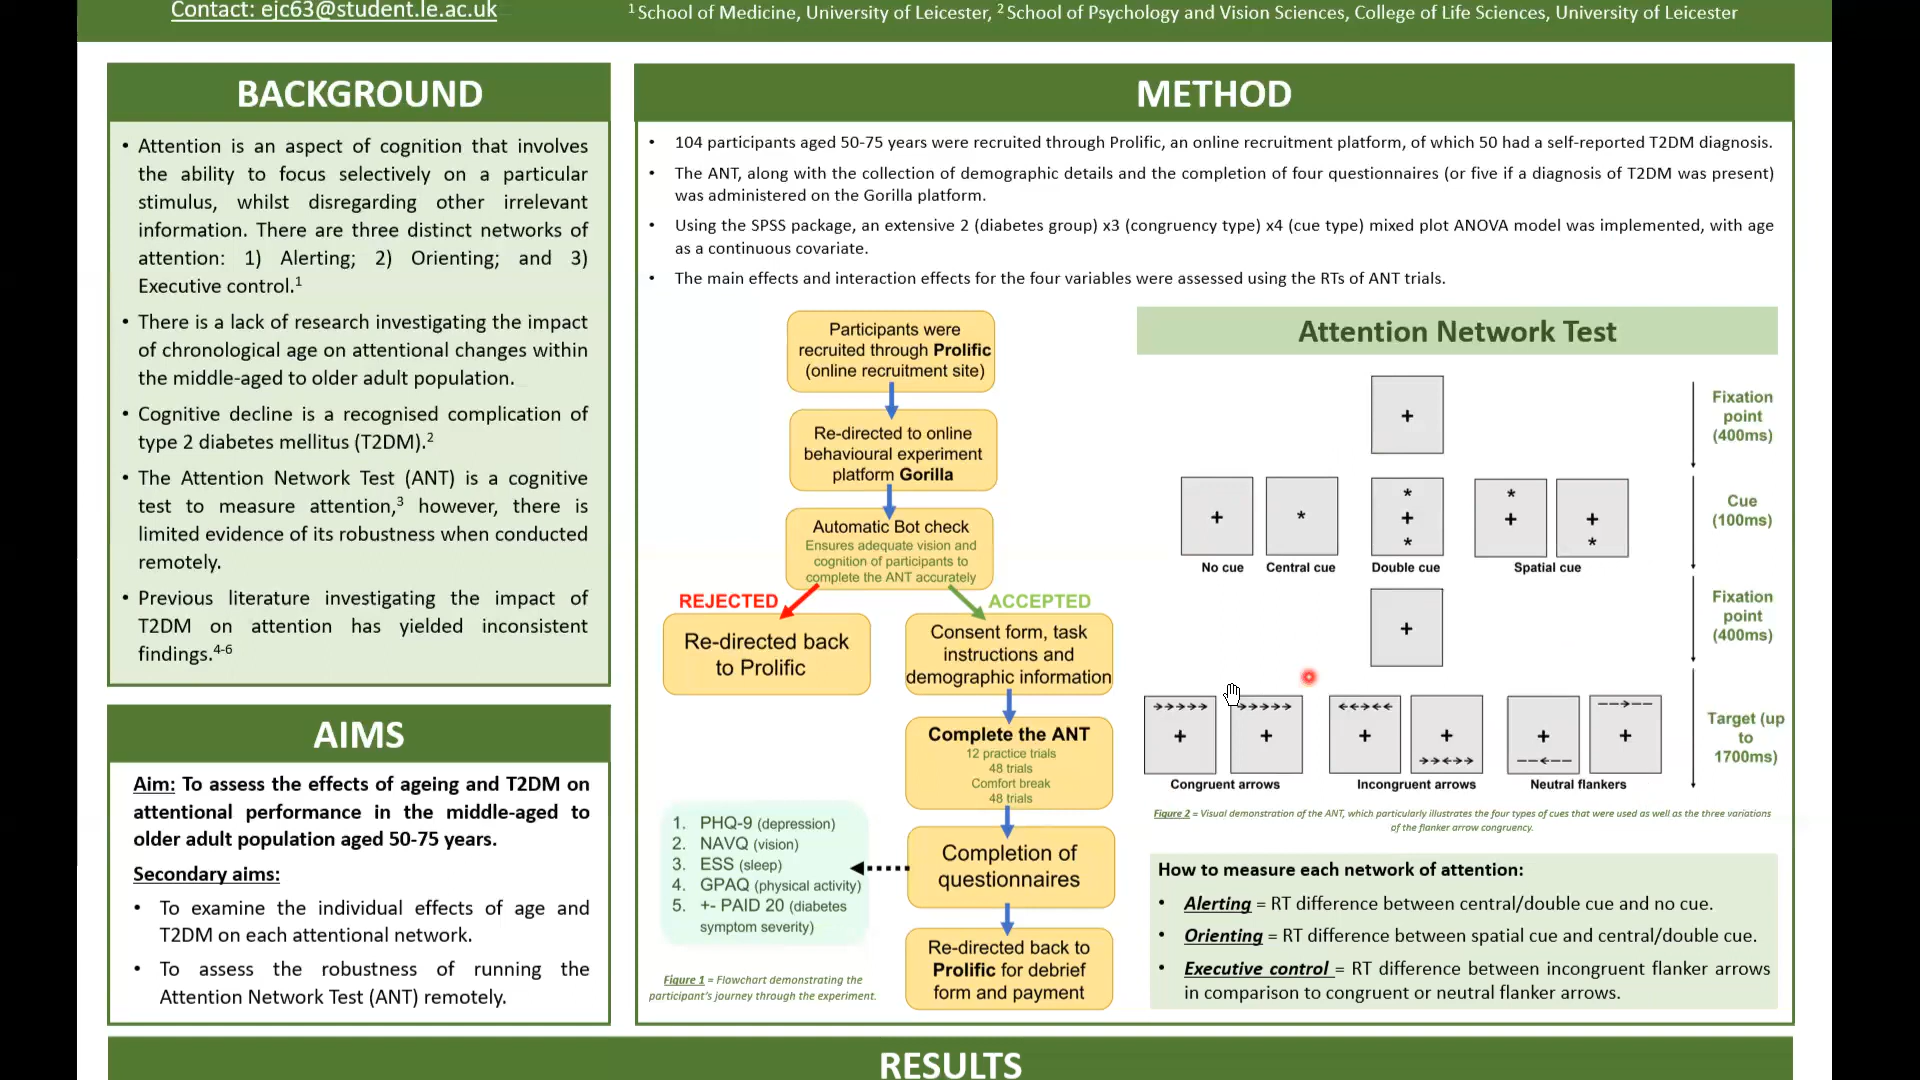 Contact: ejc63@student.le.ac.uk
1 School of Medicine, University of Leicester, 2 School of Psychology and Vision Sciences, College of Life Sciences, University of Leicester
BACKGROUND
• Attention is an aspect of cognition that involves
the ability to focus selectively on a particular
stimulus, whilst disregarding other irrelevant
information. There are three distinct networks of
attention: 1) Alerting; 2) Orienting; and 3)
Executive control.1
• There is a lack of research investigating the impact
of chronological age on attentional changes within
the middle-aged to older adult population.
• Cognitive decline is a recognised complication of
type 2 diabetes mellitus (T2DM).2
• The Attention Network Test (ANT) is a cognitive
test to measure attention,3 however, there is
limited evidence of its robustness when conducted
remotely.
• Previous literature investigating the impact of
T2DM on attention has yielded inconsistent
findings.4-6
AIMS
Aim: To assess the effects of ageing and T2DM on
attentional performance in the middle-aged to
older adult population aged 50-75 years.
Secondary aims:
• To examine the individual effects of age and
T2DM on each attentional network.
• To assess the robustness of running the
Attention Network Test (ANT) remotely.
METHOD
• 104 participants aged 50-75 years were recruited through Prolific, an online recruitment platform, of which 50 had a self-reported T2DM diagnosis.
• The ANT, along with the collection of demographic details and the completion of four questionnaires (or five if a diagnosis of T2DM was present)
was administered on the Gorilla platform.
• Using the SPSS package, an extensive 2 (diabetes group) x3 (congruency type) x4 (cue type) mixed plot ANOVA model was implemented, with age
as a continuous covariate.
• The main effects and interaction effects for the four variables were assessed using the RTs of ANT trials.
Participants were
recruited through Prolific
(online recruitment site)
Re-directed to online
behavioural experiment
platform Gorilla
Automatic Bot check
Ensures adequate vision and
cognition of participants to
complete the ANT accurately
REJECTED
ACCEPTED
Re-directed back
to Prolific
Consent form, task
instructions and
demographic information
Complete the ANT
12 practice trials
48 trials
Comfort break
48 trials
Completion of
questionnaires
1. PHQ-9 (depression)
2. NAVQ (vision)
3. ESS (sleep)
4. GPAQ (physical activity)
5. +- PAID 20 (diabetes
symptom severity)
Re-directed back to
Prolific for debrief
form and payment
Figure 1 = Flowchart demonstrating the
participant's journey through the experiment.
Attention Network Test
Fixation
point
(400ms)
Cue
(100ms)
No cue
Central cue
Double cue
Spatial cue
Fixation
point
(400ms)
Target (up
to
1700ms)
Congruent arrows
Incongruent arrows
Neutral flankers
Figure 2 = Visual demonstration of the ANT, which particularly illustrates the four types of cues that were used as well as the three variations
of the flanker arrow congruency.
How to measure each network of attention:
• Alerting = RT difference between central/double cue and no cue.
• Orienting = RT difference between spatial cue and central/double cue.
• Executive control = RT difference between incongruent flanker arrows
in comparison to congruent or neutral flanker arrows.
RESULTS